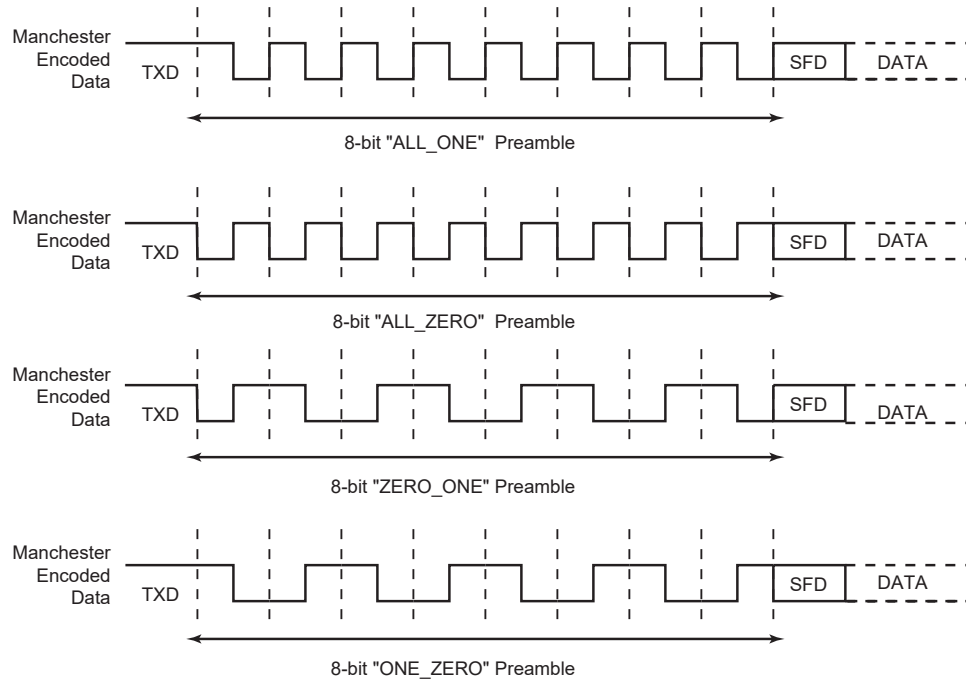 Manchester
Encoded
Data
TXD
SFD
DATA
8-bit "ALL_ONE" Preamble
Manchester
Encoded
Data
TXD
SFD
DATA
8-bit "ALL_ZERO" Preamble
Manchester
Encoded
Data
TXD
SFD
DATA
8-bit "ZERO_ONE" Preamble
Manchester
Encoded
Data
TXD
SFD
DATA
8-bit "ONE_ZERO" Preamble